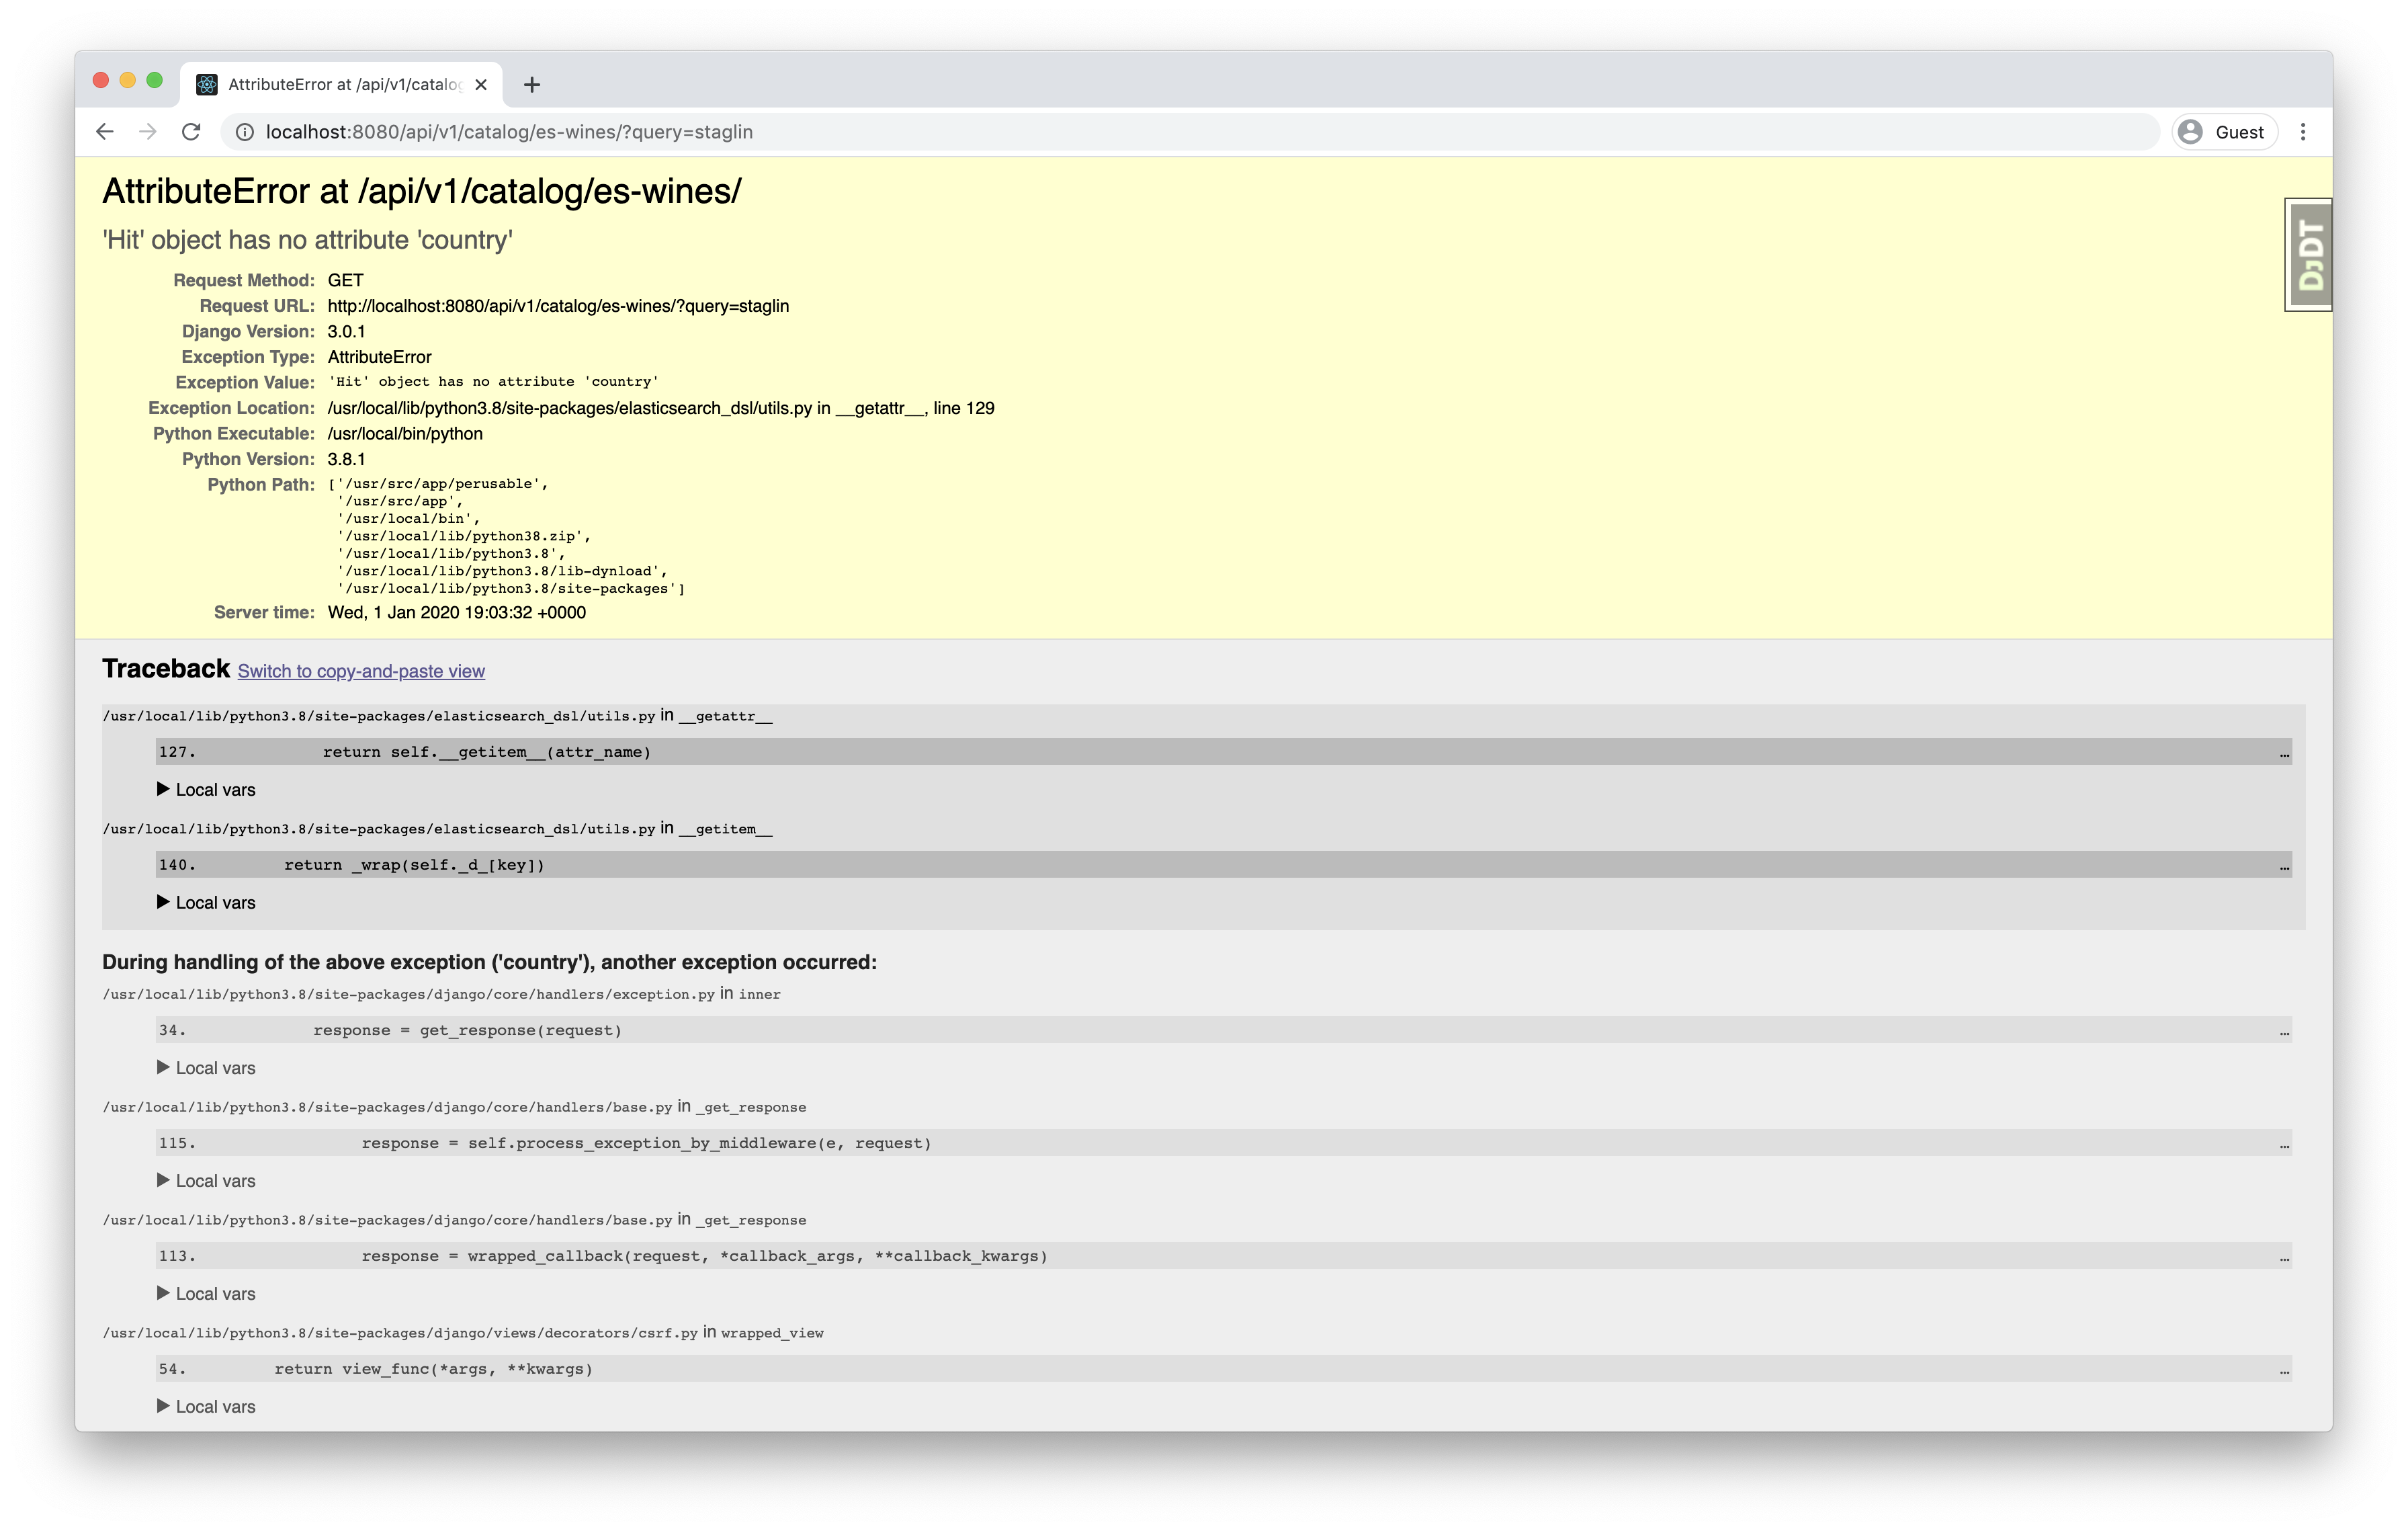 AttributeError at /api/v1/catalog
localhost:8080/api/v1/catalog/es-wines/?query=staglin
Guest
AttributeError at /api/v1/catalog/es-wines/
'Hit' object has no attribute 'country'
Request Method: GET
Request URL: http://localhost:8080/api/v1/catalog/es-wines/?query=staglin
Django Version: 3.0.1
Exception Type: AttributeError
Exception Value: 'Hit' object has no attribute 'country'
Exception Location: /usr/local/lib/python3.8/site-packages/elasticsearch_dsl/utils.py in __getattr__, line 129
Python Executable: /usr/local/bin/python
Python Version: 3.8.1
Python Path: ['/usr/src/app/perusable',
'/usr/src/app',
'/usr/local/bin',
'/usr/local/lib/python38.zip',
'/usr/local/lib/python3.8',
'/usr/local/lib/python3.8/lib-dynload',
'/usr/local/lib/python3.8/site-packages']
Server time: Wed, 1 Jan 2020 19:03:32 +0000
DjDT
Traceback Switch to copy-and-paste view
/usr/local/lib/python3.8/site-packages/elasticsearch_dsl/utils.py in __getattr__
127. return self.__getitem__(attr_name) …
▶ Local vars
/usr/local/lib/python3.8/site-packages/elasticsearch_dsl/utils.py in __getitem__
140. return _wrap(self._d_[key]) …
▶ Local vars
During handling of the above exception ('country'), another exception occurred:
/usr/local/lib/python3.8/site-packages/django/core/handlers/exception.py in inner
34. response = get_response(request) …
▶ Local vars
/usr/local/lib/python3.8/site-packages/django/core/handlers/base.py in _get_response
115. response = self.process_exception_by_middleware(e, request) …
▶ Local vars
/usr/local/lib/python3.8/site-packages/django/core/handlers/base.py in _get_response
113. response = wrapped_callback(request, *callback_args, **callback_kwargs) …
▶ Local vars
/usr/local/lib/python3.8/site-packages/django/views/decorators/csrf.py in wrapped_view
54. return view_func(*args, **kwargs) …
▶ Local vars